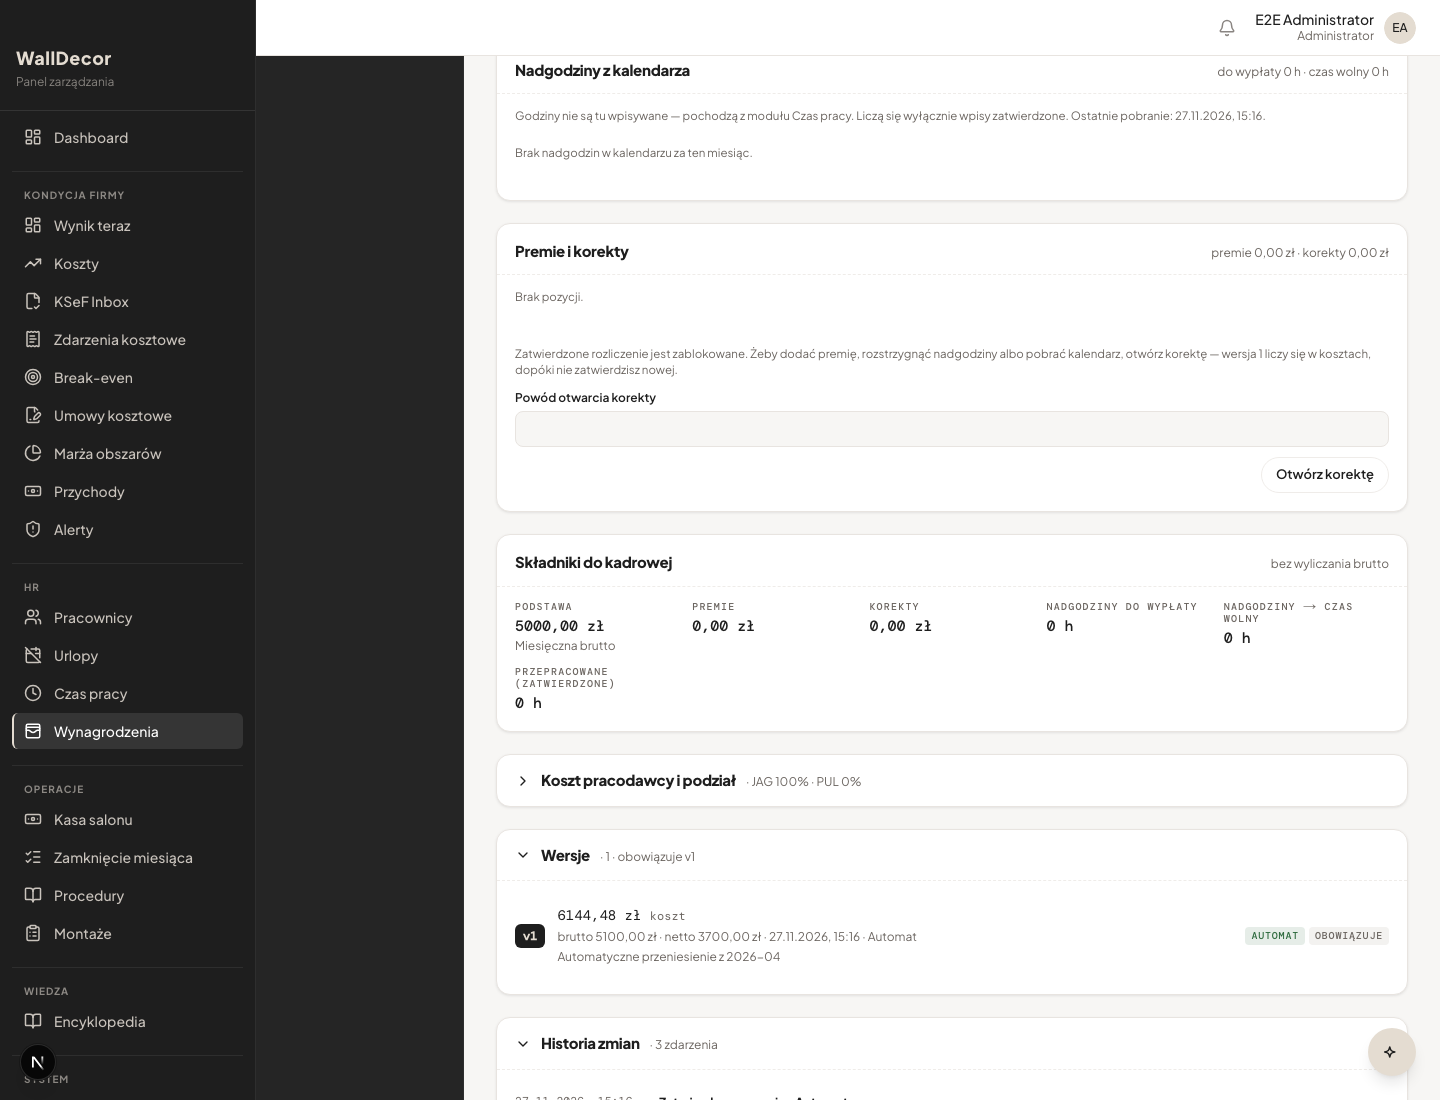 WallDecor
Panel zarządzania
Dashboard
KONDYCJA FIRMY
Wynik teraz
Koszty
KSeF Inbox
Zdarzenia kosztowe
Break-even
Umowy kosztowe
Marża obszarów
Przychody
Alerty
HR
Pracownicy
Urlopy
Czas pracy
Wynagrodzenia
OPERACJE
Kasa salonu
Zamknięcie miesiąca
Procedury
Montaże
WIEDZA
Encyklopedia
N
E2E Administrator
Administrator
EA
Nadgodziny z kalendarza
do wypłaty 0 h · czas wolny 0 h
Godziny nie są tu wpisywane — pochodzą z modułu Czas pracy. Liczą się wyłącznie wpisy zatwierdzone. Ostatnie pobranie: 27.11.2026, 15:16.
Brak nadgodzin w kalendarzu za ten miesiąc.
Premie i korekty
premie 0,00 zł · korekty 0,00 zł
Brak pozycji.
Zatwierdzone rozliczenie jest zablokowane. Żeby dodać premię, rozstrzygnąć nadgodziny albo pobrać kalendarz, otwórz korektę — wersja 1 liczy się w kosztach,
dopóki nie zatwierdzisz nowej.
Powód otwarcia korekty
Otwórz korektę
Składniki do kadrowej
bez wyliczania brutto
PODSTAWA
5000,00 zł
Miesięczna brutto
PREMIE
0,00 zł
KOREKTY
0,00 zł
NADGODZINY DO WYPŁATY
0 h
NADGODZINY → CZAS
WOLNY
0 h
PRZEPRACOWANE
(ZATWIERDZONE)
0 h
Koszt pracodawcy i podział · JAG 100% · PUL 0%
Wersje · 1 · obowiązuje v1
v1
6144,48 zł koszt
brutto 5100,00 zł · netto 3700,00 zł · 27.11.2026, 15:16 · Automat
Automatyczne przeniesienie z 2026-04
AUTOMAT
OBOWIĄZUJE
Historia zmian · 3 zdarzenia